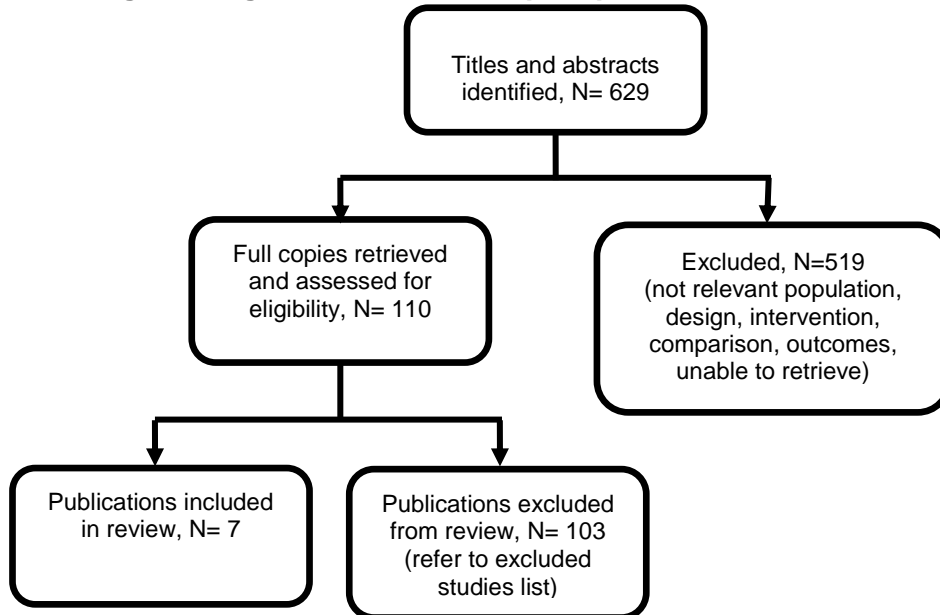 Titles and abstracts
identified, N= 629
Full copies retrieved
and assessed for
eligibility, N= 110
Excluded, N=519
(not relevant population,
design, intervention,
comparison, outcomes,
unable to retrieve)
Publications included
in review, N= 7
Publications excluded
from review, N= 103
(refer to excluded
studies list)